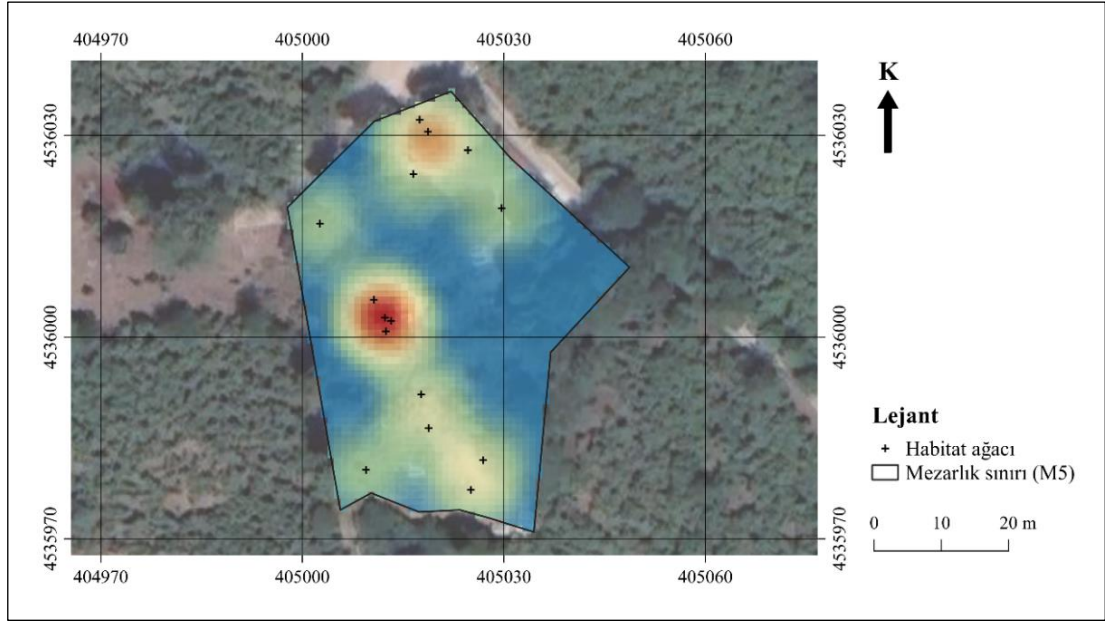 404970 405000 405030 405060
4536030 4536030
4536000 4536000
4535970 4535970
404970 405000 405030 405060
K
Lejant
+ Habitat ağacı
Mezarlık sınırı (M5)
0 10 20 m